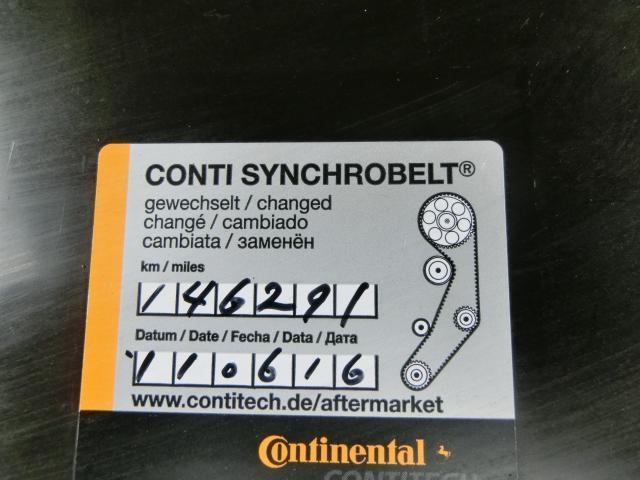 CONTI SYNCHROBELT®
gewechselt / changed
changé / cambiado
cambiata / заменён
km / miles
146291
Datum / Date / Fecha / Data / Дата
110616
www.contitech.de/aftermarket
Continental
CONTITECH